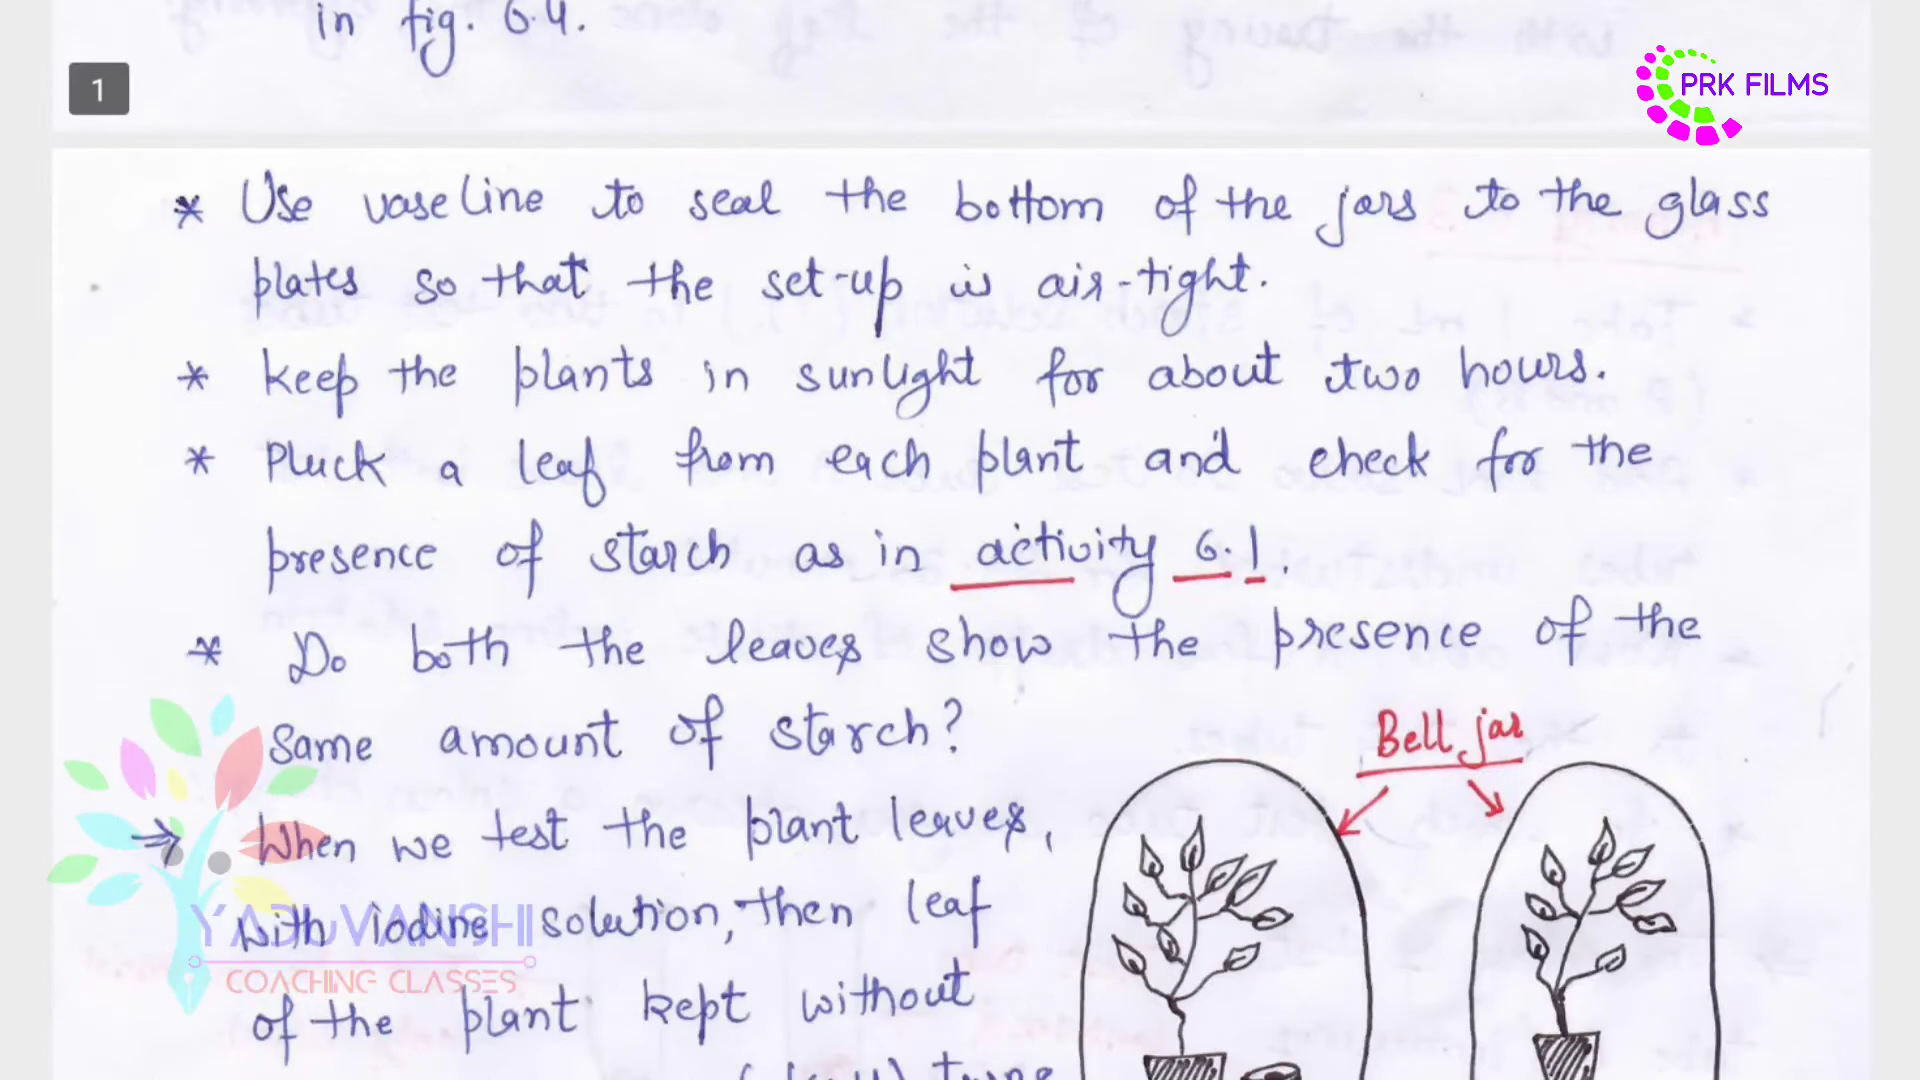 in fig. 6.4.
1
PRK FILMS
* Use vaseline to seal the bottom of the jars to the glass
plates so that the set-up is air-tight.
* Keep the plants in sunlight for about two hours.
* Pluck a leaf from each plant and check for the
presence of starch as in activity 6.1.
* Do both the leaves show the presence of the
same amount of starch?
Bell jar
⇒ When we test the plant leaves,
with iodine solution, then leaf
YADUVANSHI
COACHING CLASSES
of the plant kept without